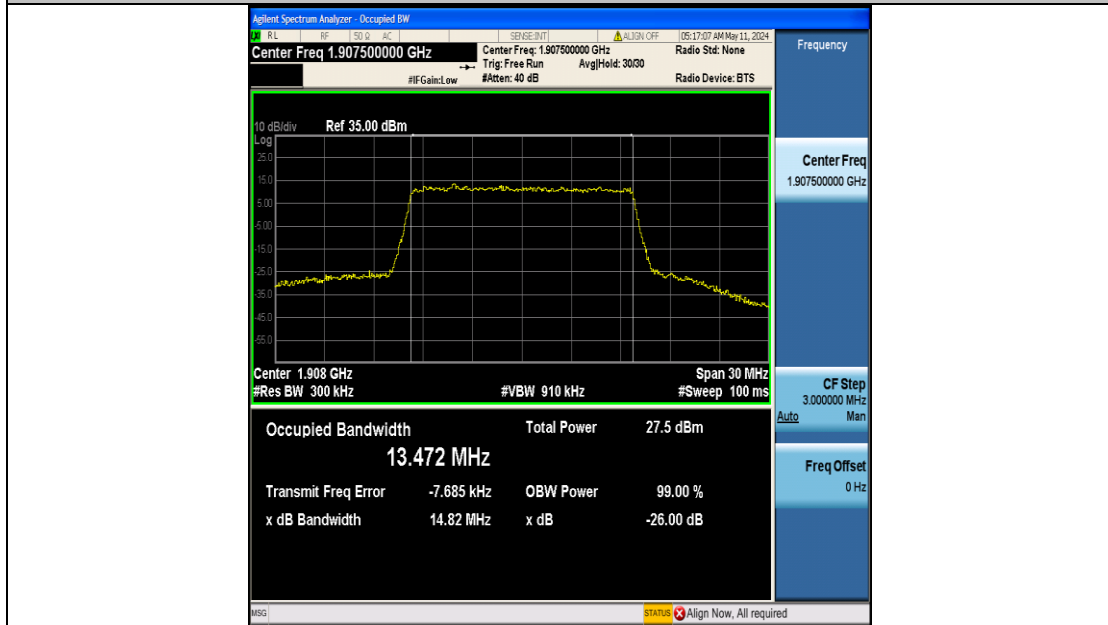 Agilent Spectrum Analyzer - Occupied BW
RL RF 50 Ω AC SENSE:INT ALIGN OFF 05:17:07 AM May 11, 2024
Center Freq 1.907500000 GHz
Center Freq: 1.907500000 GHz Radio Std: None
Trig: Free Run Avg|Hold: 30/30
#IFGain:Low #Atten: 40 dB Radio Device: BTS
Frequency
10 dB/div Ref 35.00 dBm
Log
25.0
15.0
5.00
-5.00
-15.0
-25.0
-35.0
-45.0
-55.0
Center 1.908 GHz Span 30 MHz
#Res BW 300 kHz #VBW 910 kHz #Sweep 100 ms
Occupied Bandwidth Total Power 27.5 dBm
13.472 MHz
Transmit Freq Error -7.685 kHz OBW Power 99.00 %
x dB Bandwidth 14.82 MHz x dB -26.00 dB
Center Freq
1.907500000 GHz
CF Step
3.000000 MHz
Auto Man
Freq Offset
0 Hz
MSG STATUS Align Now, All required